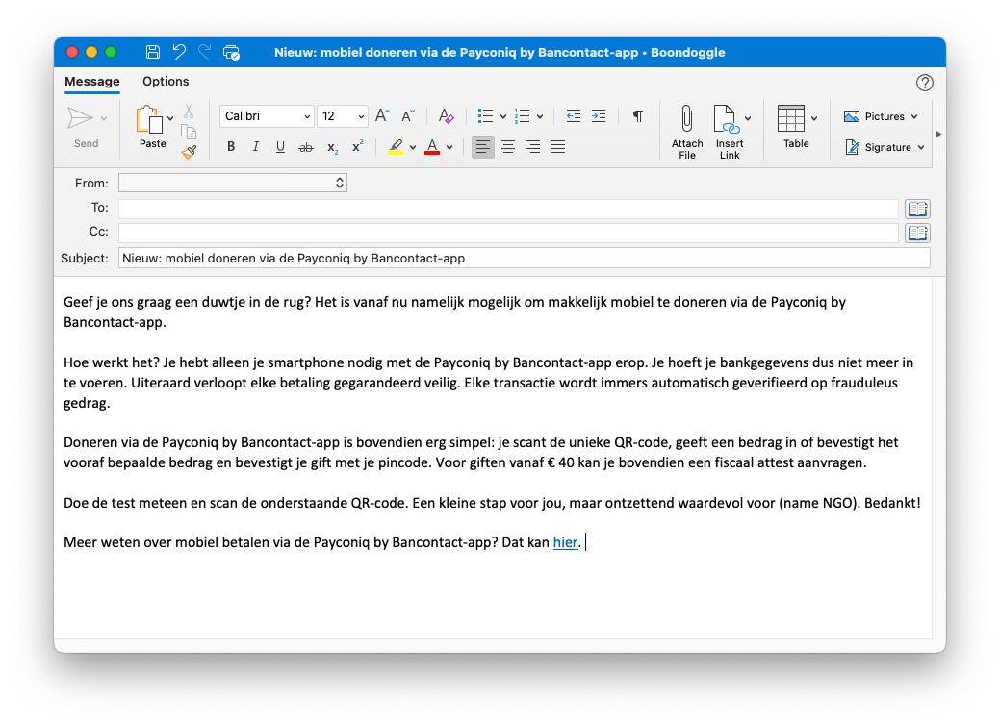 Nieuw: mobiel doneren via de Payconiq by Bancontact-app • Boondoggle
Message Options
Send
Paste
Calibri 12
Attach File
Insert Link
Table
Pictures
Signature
From:
To:
Cc:
Subject: Nieuw: mobiel doneren via de Payconiq by Bancontact-app
Geef je ons graag een duwtje in de rug? Het is vanaf nu namelijk mogelijk om makkelijk mobiel te doneren via de Payconiq by
Bancontact-app.
Hoe werkt het? Je hebt alleen je smartphone nodig met de Payconiq by Bancontact-app erop. Je hoeft je bankgegevens dus niet meer in
te voeren. Uiteraard verloopt elke betaling gegarandeerd veilig. Elke transactie wordt immers automatisch geverifieerd op frauduleus
gedrag.
Doneren via de Payconiq by Bancontact-app is bovendien erg simpel: je scant de unieke QR-code, geeft een bedrag in of bevestigt het
vooraf bepaalde bedrag en bevestigt je gift met je pincode. Voor giften vanaf € 40 kan je bovendien een fiscaal attest aanvragen.
Doe de test meteen en scan de onderstaande QR-code. Een kleine stap voor jou, maar ontzettend waardevol voor (name NGO). Bedankt!
Meer weten over mobiel betalen via de Payconiq by Bancontact-app? Dat kan hier.